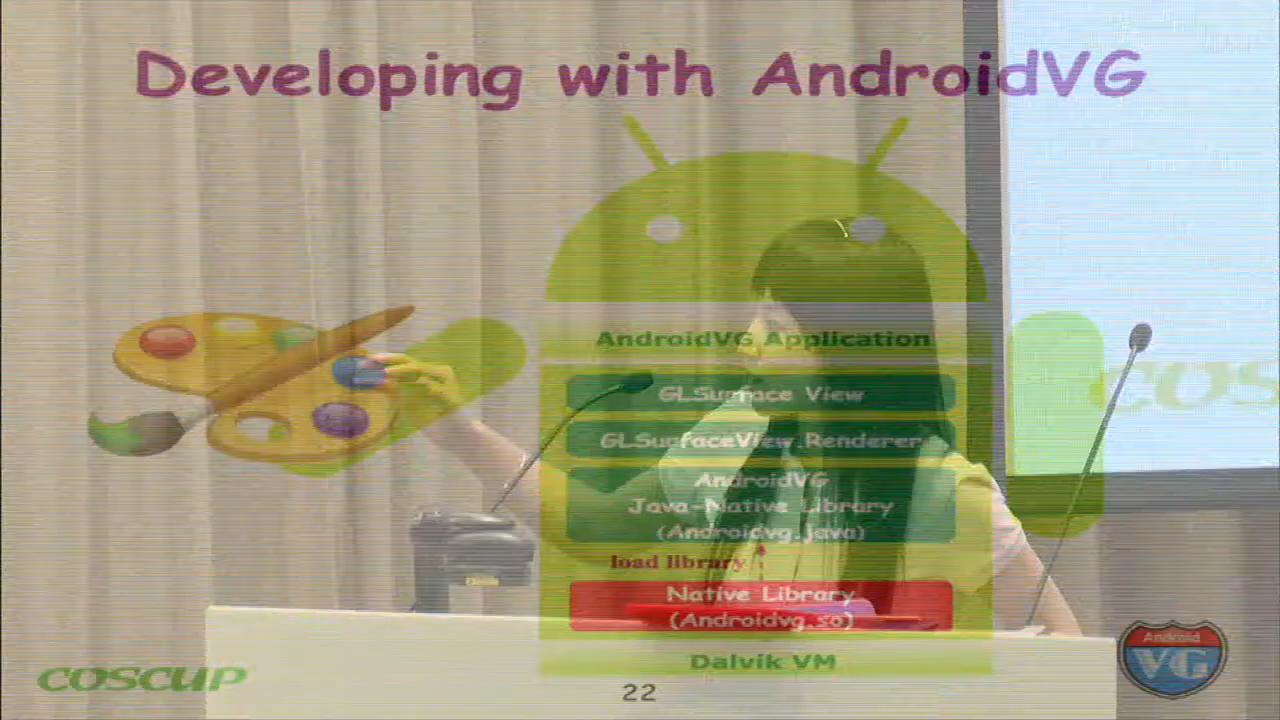 Developing with AndroidVG
AndroidVG Application
GLSurface View
GLSurfaceView.Renderer
AndroidVG
Java-Native Library
(Androidvg.java)
load library
Native Library
(Androidvg.so)
Dalvik VM
COSCUP
22
Android
VG
COS